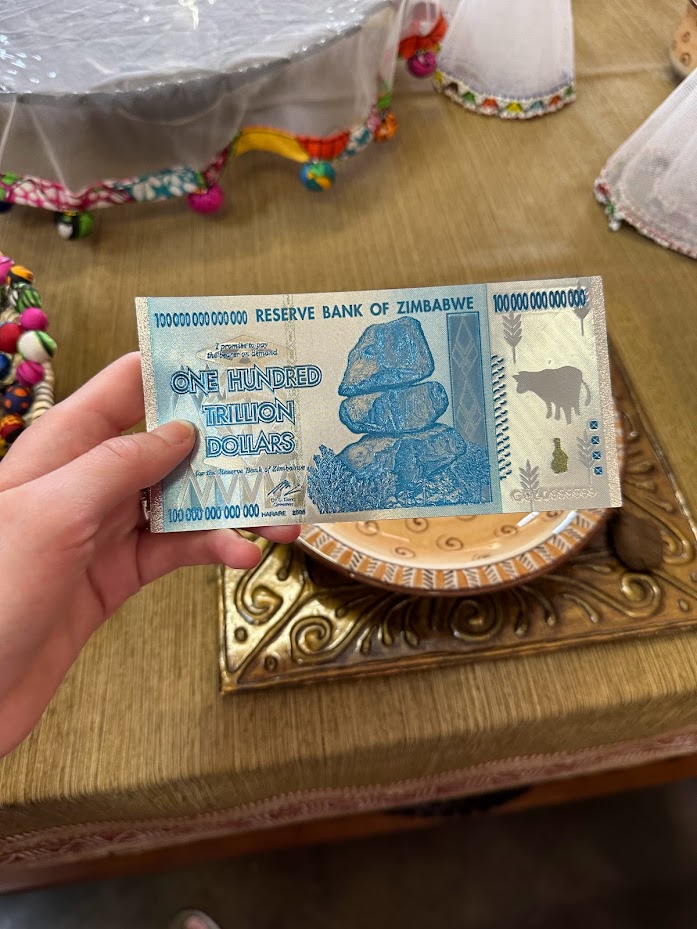 100 000 000 000 000 RESERVE BANK OF ZIMBABWE 100 000 000 000 000
I promise to pay
the bearer on demand
ONE HUNDRED
TRILLION
DOLLARS
for the Reserve Bank of Zimbabwe
100 000 000 000 000 HARARE 2008